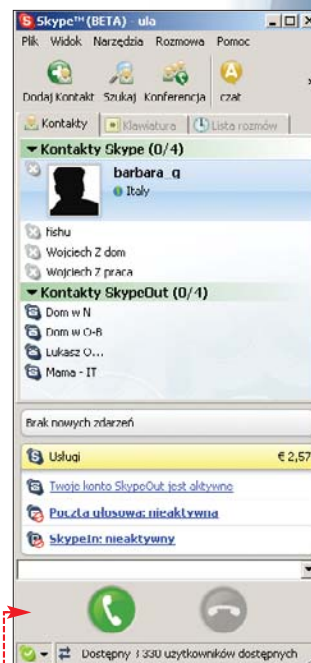 Skype™ (BETA) - ula
Plik Widok Narzędzia Rozmowa Pomoc
Dodaj Kontakt Szukaj Konferencja czat
Kontakty Klawiatura Lista rozmów
Kontakty Skype (0/4)
barbara_g
Italy
fishu
Wojciech Z dom
Wojciech Z praca
Kontakty SkypeOut (0/4)
Dom w N
Dom w O-B
Lukasz O...
Mama - IT
Brak nowych zdarzeń
Usługi € 2,57
Twoje konto SkypeOut jest aktywne
Poczta głosowa: nieaktywna
SkypeIn: nieaktywny
Dostępny 330 użytkowników dostępnych